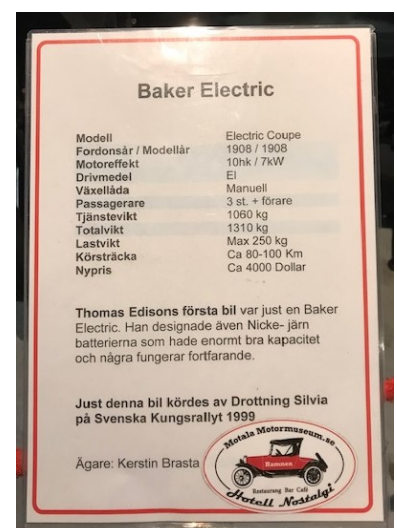 Baker Electric
Modell Electric Coupe
Fordonsår / Modellår 1908 / 1908
Motoreffekt 10hk / 7kW
Drivmedel El
Växellåda Manuell
Passagerare 3 st. + förare
Tjänstevikt 1060 kg
Totalvikt 1310 kg
Lastvikt Max 250 kg
Körsträcka Ca 80-100 Km
Nypris Ca 4000 Dollar
Thomas Edisons första bil var just en Baker
Electric. Han designade även Nicke- järn
batterierna som hade enormt bra kapacitet
och några fungerar fortfarande.
Just denna bil kördes av Drottning Silvia
på Svenska Kungsrallyt 1999
Ägare: Kerstin Brasta
Motala Motormuseum.se
Hamnen
Restaurang Bar Café
Hotell Nostalgi